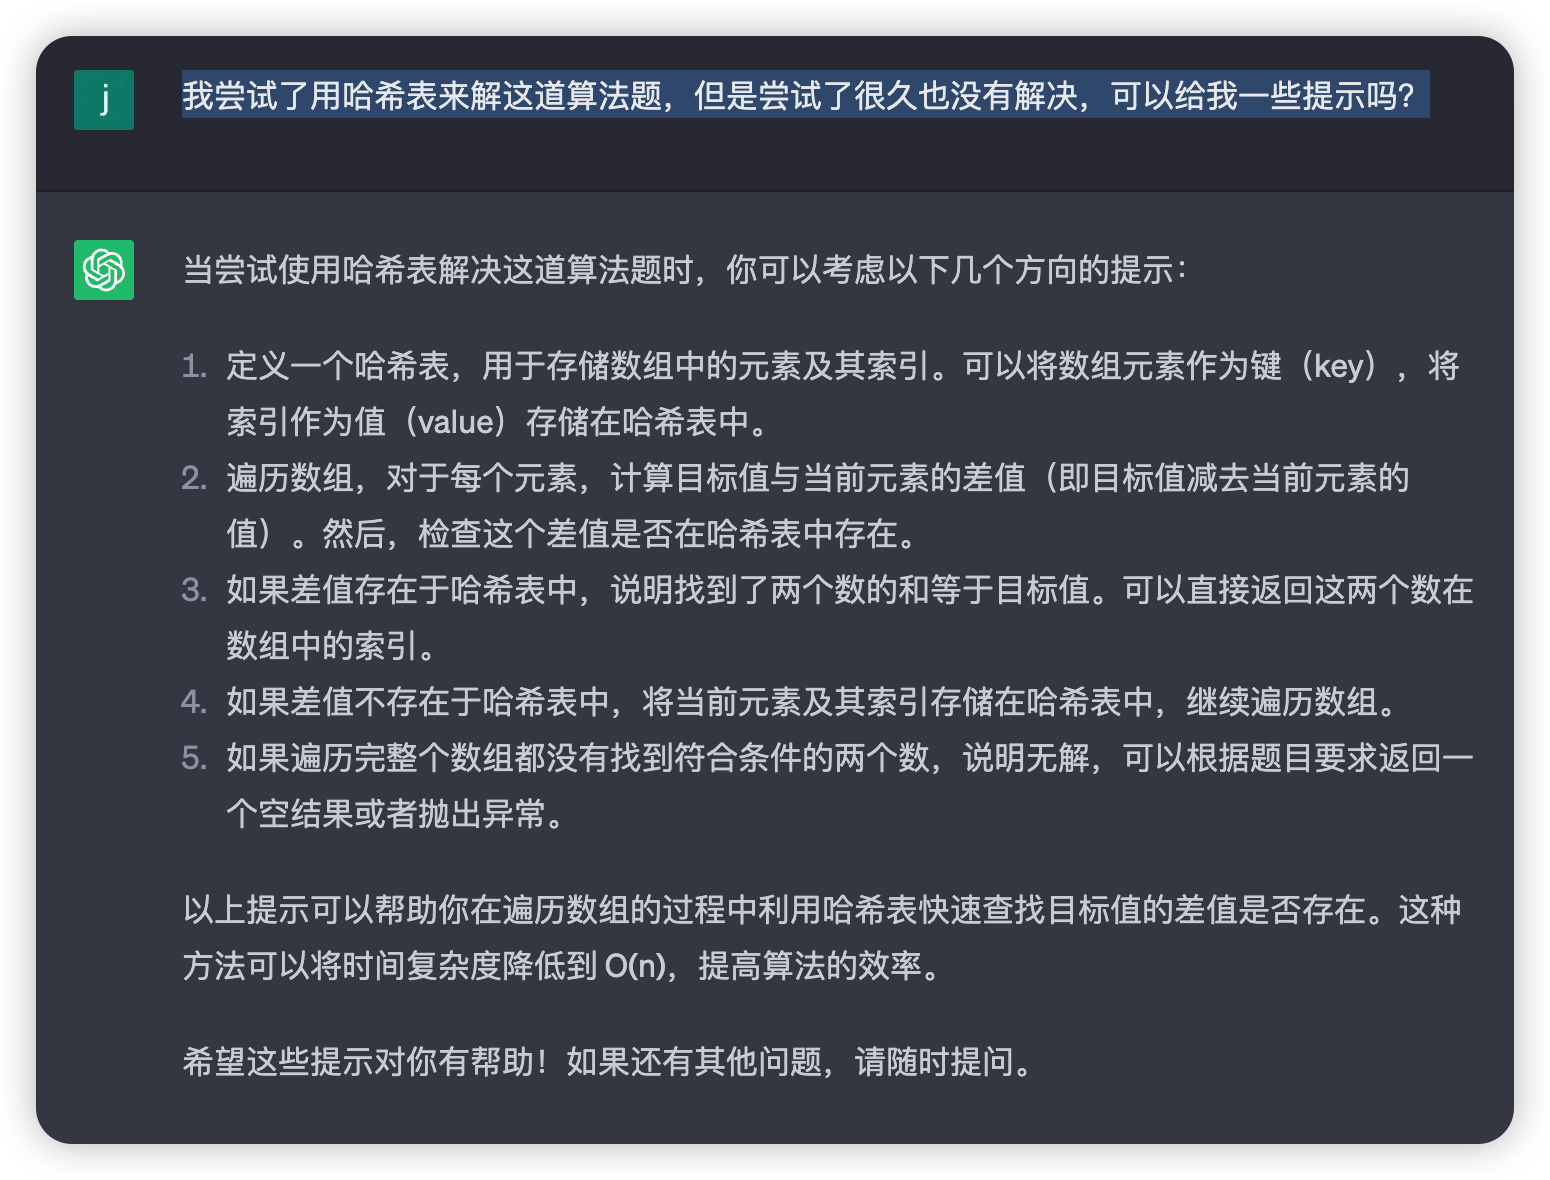 j
我尝试了用哈希表来解这道算法题，但是尝试了很久也没有解决，可以给我一些提示吗？
当尝试使用哈希表解决这道算法题时，你可以考虑以下几个方向的提示：
1. 定义一个哈希表，用于存储数组中的元素及其索引。可以将数组元素作为键（key），将
索引作为值（value）存储在哈希表中。
2. 遍历数组，对于每个元素，计算目标值与当前元素的差值（即目标值减去当前元素的
值）。然后，检查这个差值是否在哈希表中存在。
3. 如果差值存在于哈希表中，说明找到了两个数的和等于目标值。可以直接返回这两个数在
数组中的索引。
4. 如果差值不存在于哈希表中，将当前元素及其索引存储在哈希表中，继续遍历数组。
5. 如果遍历完整个数组都没有找到符合条件的两个数，说明无解，可以根据题目要求返回一
个空结果或者抛出异常。
以上提示可以帮助你在遍历数组的过程中利用哈希表快速查找目标值的差值是否存在。这种
方法可以将时间复杂度降低到 O(n)，提高算法的效率。
希望这些提示对你有帮助！如果还有其他问题，请随时提问。